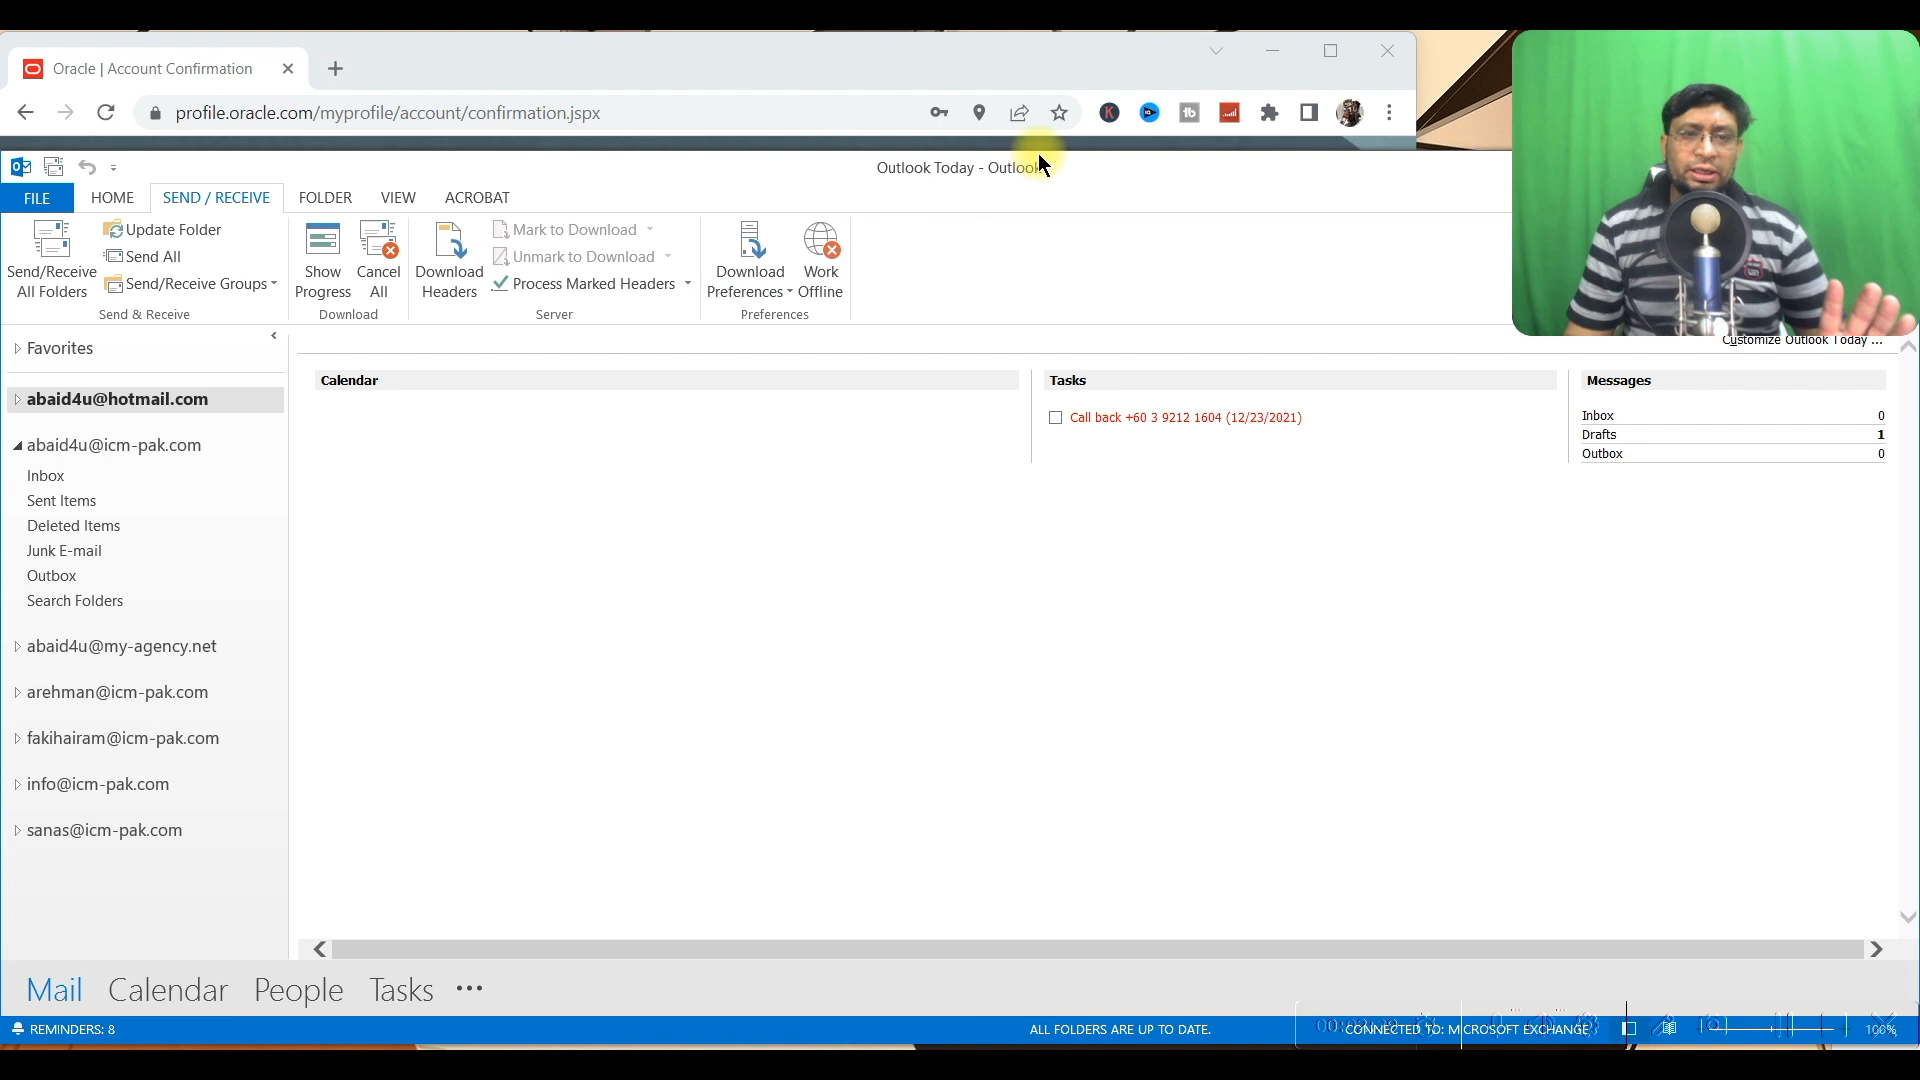 Oracle | Account Confirmation
profile.oracle.com/myprofile/account/confirmation.jspx
Outlook Today - Outlook
FILE HOME SEND / RECEIVE FOLDER VIEW ACROBAT
Send/Receive All Folders
Update Folder
Send All
Send/Receive Groups
Send & Receive
Show Progress
Cancel All
Download
Download Headers
Mark to Download
Unmark to Download
Process Marked Headers
Server
Download Preferences
Work Offline
Preferences
Customize Outlook Today ...
Favorites
abaid4u@hotmail.com
abaid4u@icm-pak.com
Inbox
Sent Items
Deleted Items
Junk E-mail
Outbox
Search Folders
abaid4u@my-agency.net
arehman@icm-pak.com
fakihairam@icm-pak.com
info@icm-pak.com
sanas@icm-pak.com
Calendar
Tasks
Call back +60 3 9212 1604 (12/23/2021)
Messages
Inbox 0
Drafts 1
Outbox 0
Mail Calendar People Tasks •••
REMINDERS: 8
ALL FOLDERS ARE UP TO DATE.
CONNECTED TO: MICROSOFT EXCHANGE
100%